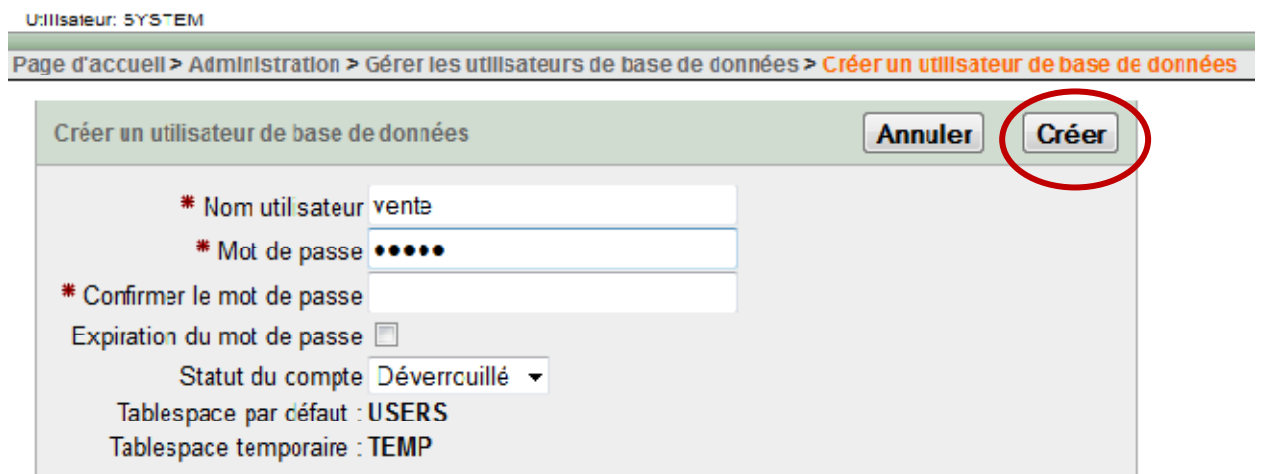 Utilisateur: SYSTEM
Page d'accueil > Administration > Gérer les utilisateurs de base de données > Créer un utilisateur de base de données
Créer un utilisateur de base de données Annuler Créer
* Nom utilisateur vente
* Mot de passe •••••
* Confirmer le mot de passe
Expiration du mot de passe
Statut du compte Déverrouillé
Tablespace par défaut : USERS
Tablespace temporaire : TEMP